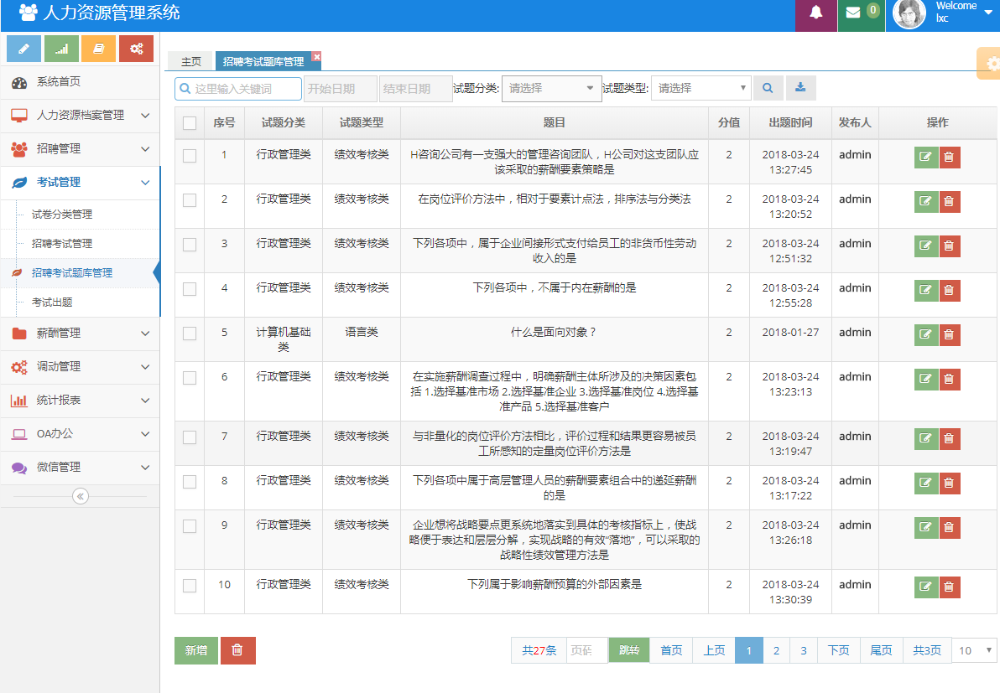 人力资源管理系统
0
Welcome
lxc
系统首页
人力资源档案管理
招聘管理
考试管理
试卷分类管理
招聘考试管理
招聘考试题库管理
考试出题
薪酬管理
调动管理
统计报表
OA办公
微信管理
主页
招聘考试题库管理
这里输入关键词 开始日期 结束日期 试题分类: 请选择 试题类型: 请选择
序号 试题分类 试题类型 题目 分值 出题时间 发布人 操作
1 行政管理类 绩效考核类 H咨询公司有一支强大的管理咨询团队，H公司对这支团队应 2 2018-03-24 admin
该采取的薪酬要素策略是 13:27:45
2 行政管理类 绩效考核类 在岗位评价方法中，相对于要素计点法，排序法与分类法 2 2018-03-24 admin
13:20:52
3 行政管理类 绩效考核类 下列各项中，属于企业间接形式支付给员工的非货币性劳动 2 2018-03-24 admin
收入的是 12:51:32
4 行政管理类 绩效考核类 下列各项中，不属于内在薪酬的是 2 2018-03-24 admin
12:55:28
5 计算机基础 语言类 什么是面向对象？ 2 2018-01-27 admin
类
6 行政管理类 绩效考核类 在实施薪酬调查过程中，明确薪酬主体所涉及的决策因素包 2 2018-03-24 admin
括 1.选择基准市场 2.选择基准企业 3.选择基准岗位 4.选择基 13:23:13
准产品 5.选择基准客户
7 行政管理类 绩效考核类 与非量化的岗位评价方法相比，评价过程和结果更容易被员 2 2018-03-24 admin
工所感知的定量岗位评价方法是 13:19:47
8 行政管理类 绩效考核类 下列各项中属于高层管理人员的薪酬要素组合中的递延薪酬 2 2018-03-24 admin
的是 13:17:22
9 行政管理类 绩效考核类 企业想将战略要点更系统地落实到具体的考核指标上，使战 2 2018-03-24 admin
略便于表达和层层分解，实现战略的有效“落地”，可以采取的 13:26:18
战略性绩效管理方法是
10 行政管理类 绩效考核类 下列属于影响薪酬预算的外部因素是 2 2018-03-24 admin
13:30:39
新增 共27条 页码 跳转 首页 上页 1 2 3 下页 尾页 共3页 10